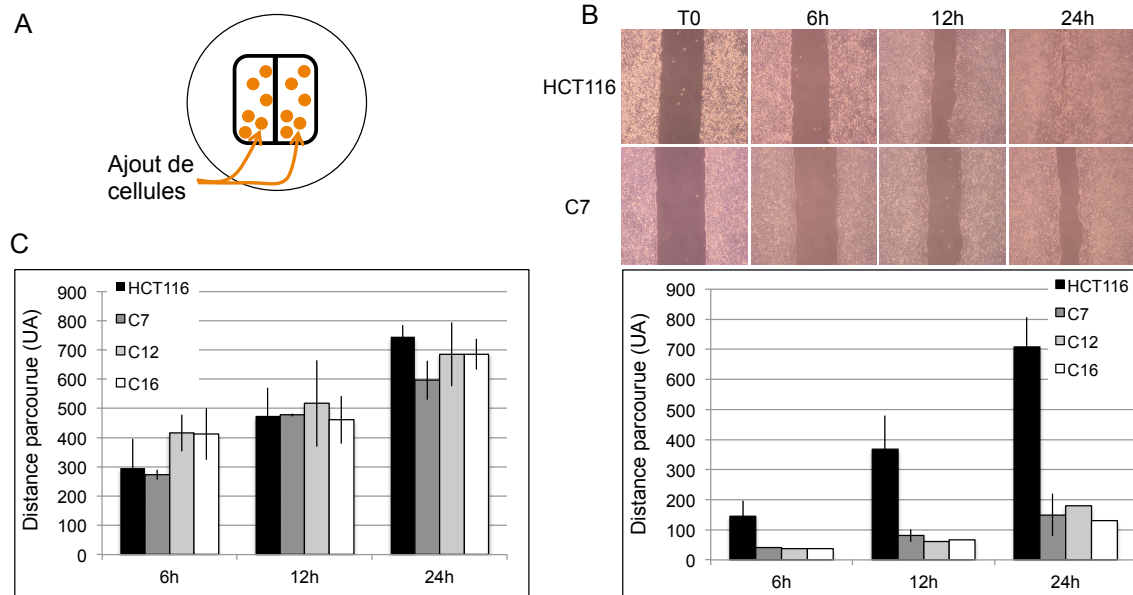 A
Ajout de
cellules
B
T0 6h 12h 24h
HCT116
C7
C
Distance parcourue (UA)
900
800
700
600
500
400
300
200
100
0
HCT116
C7
C12
C16
6h 12h 24h
Distance parcourue (UA)
900
800
700
600
500
400
300
200
100
0
HCT116
C7
C12
C16
6h 12h 24h